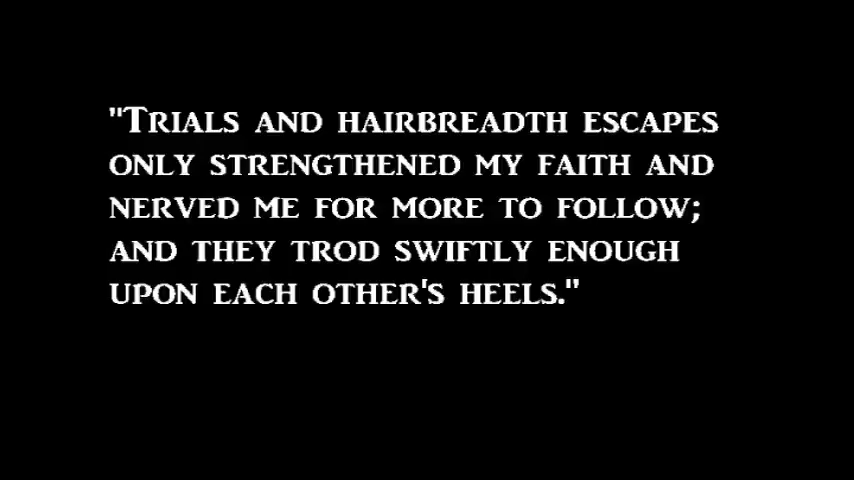 "Trials and hairbreadth escapes
only strengthened my faith and
nerved me for more to follow;
and they trod swiftly enough
upon each other's heels."